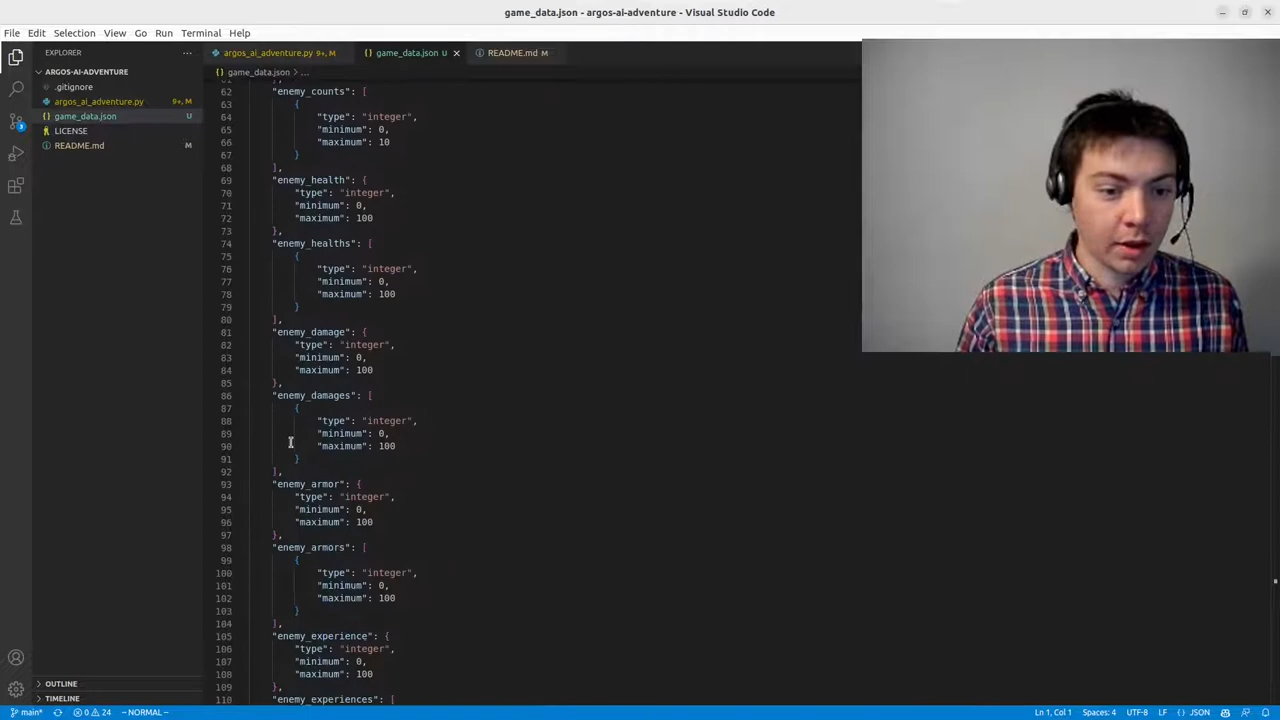 game_data.json - argos-ai-adventure - Visual Studio Code
File Edit Selection View Go Run Terminal Help
EXPLORER
argos_ai_adventure.py 9+, M
game_data.json U
README.md M
ARGOS-AI-ADVENTURE
.gitignore
argos_ai_adventure.py 9+, M
game_data.json U
LICENSE
README.md M
game_data.json > ...
61 },
62 "enemy_counts": [
63 {
64 "type": "integer",
65 "minimum": 0,
66 "maximum": 10
67 }
68 ],
69 "enemy_health": {
70 "type": "integer",
71 "minimum": 0,
72 "maximum": 100
73 },
74 "enemy_healths": [
75 {
76 "type": "integer",
77 "minimum": 0,
78 "maximum": 100
79 }
80 ],
81 "enemy_damage": {
82 "type": "integer",
83 "minimum": 0,
84 "maximum": 100
85 },
86 "enemy_damages": [
87 {
88 "type": "integer",
89 "minimum": 0,
90 "maximum": 100
91 }
92 ],
93 "enemy_armor": {
94 "type": "integer",
95 "minimum": 0,
96 "maximum": 100
97 },
98 "enemy_armors": [
99 {
100 "type": "integer",
101 "minimum": 0,
102 "maximum": 100
103 }
104 ],
105 "enemy_experience": {
106 "type": "integer",
107 "minimum": 0,
108 "maximum": 100
109 },
110 "enemy_experiences": [
OUTLINE
TIMELINE
main* 0 24 -- NORMAL -- Ln 1, Col 1 Spaces: 4 UTF-8 LF {} JSON